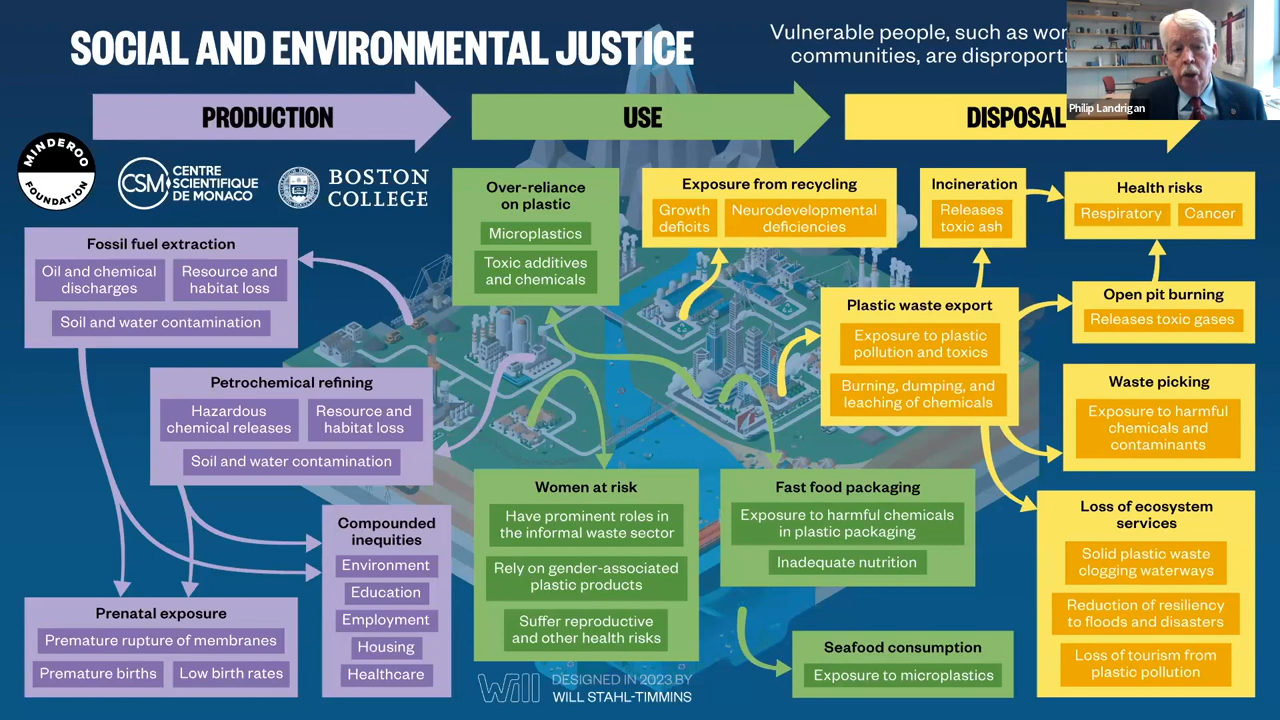 SOCIAL AND ENVIRONMENTAL JUSTICE
Vulnerable people, such as
communities, are
Philip Landrigan
PRODUCTION
USE
DISPOSAL
MINDEROO
FOUNDATION
CSM
CENTRE
SCIENTIFIQUE
DE MONACO
BOSTON
COLLEGE
Fossil fuel extraction
Oil and chemical
discharges
Resource and
habitat loss
Soil and water contamination
Petrochemical refining
Hazardous
chemical releases
Resource and
habitat loss
Soil and water contamination
Compounded
inequities
Environment
Education
Employment
Housing
Healthcare
Prenatal exposure
Premature rupture of membranes
Premature births
Low birth rates
Over-reliance
on plastic
Microplastics
Toxic additives
and chemicals
Women at risk
Have prominent roles in
the informal waste sector
Rely on gender-associated
plastic products
Suffer reproductive
and other health risks
Fast food packaging
Exposure to harmful chemicals
in plastic packaging
Inadequate nutrition
Seafood consumption
Exposure to microplastics
Exposure from recycling
Growth
deficits
Neurodevelopmental
deficiencies
Incineration
Releases
toxic ash
Health risks
Respiratory
Cancer
Plastic waste export
Exposure to plastic
pollution and toxics
Burning, dumping, and
leaching of chemicals
Open pit burning
Releases toxic gases
Waste picking
Exposure to harmful
chemicals and
contaminants
Loss of ecosystem
services
Solid plastic waste
clogging waterways
Reduction of resiliency
to floods and disasters
Loss of tourism from
plastic pollution
Will
DESIGNED IN 2023 BY
WILL STAHL-TIMMINS